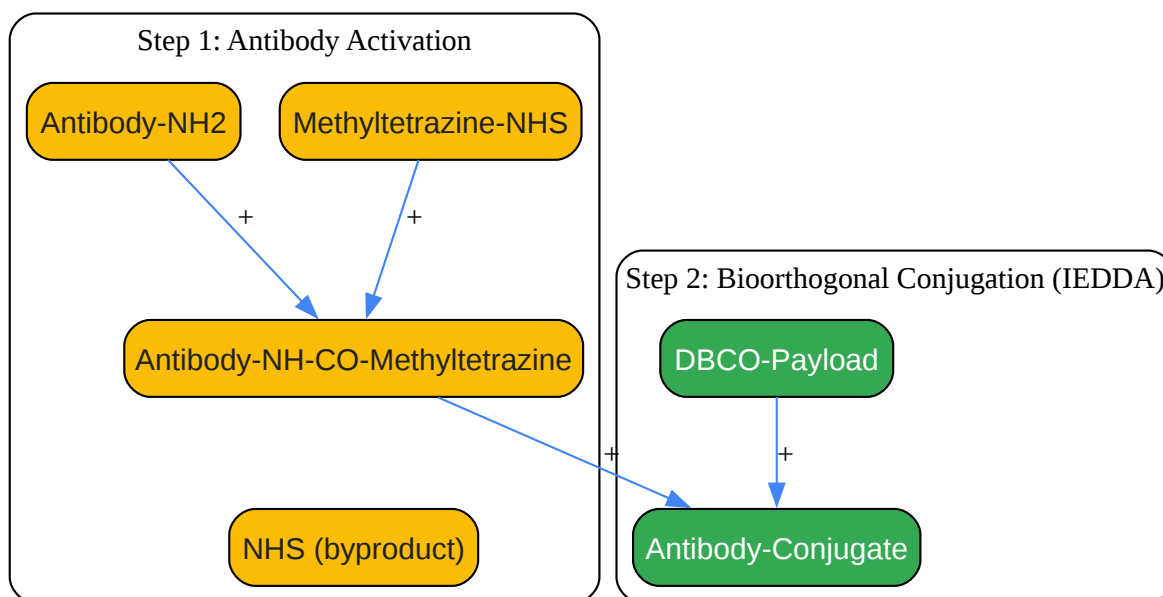 Step 1: Antibody Activation
Antibody-NH2
Methyltetrazine-NHS
+
+
Antibody-NH-CO-Methyltetrazine
NHS (byproduct)
Step 2: Bioorthogonal Conjugation (IEDDA)
DBCO-Payload
+
+
Antibody-Conjugate